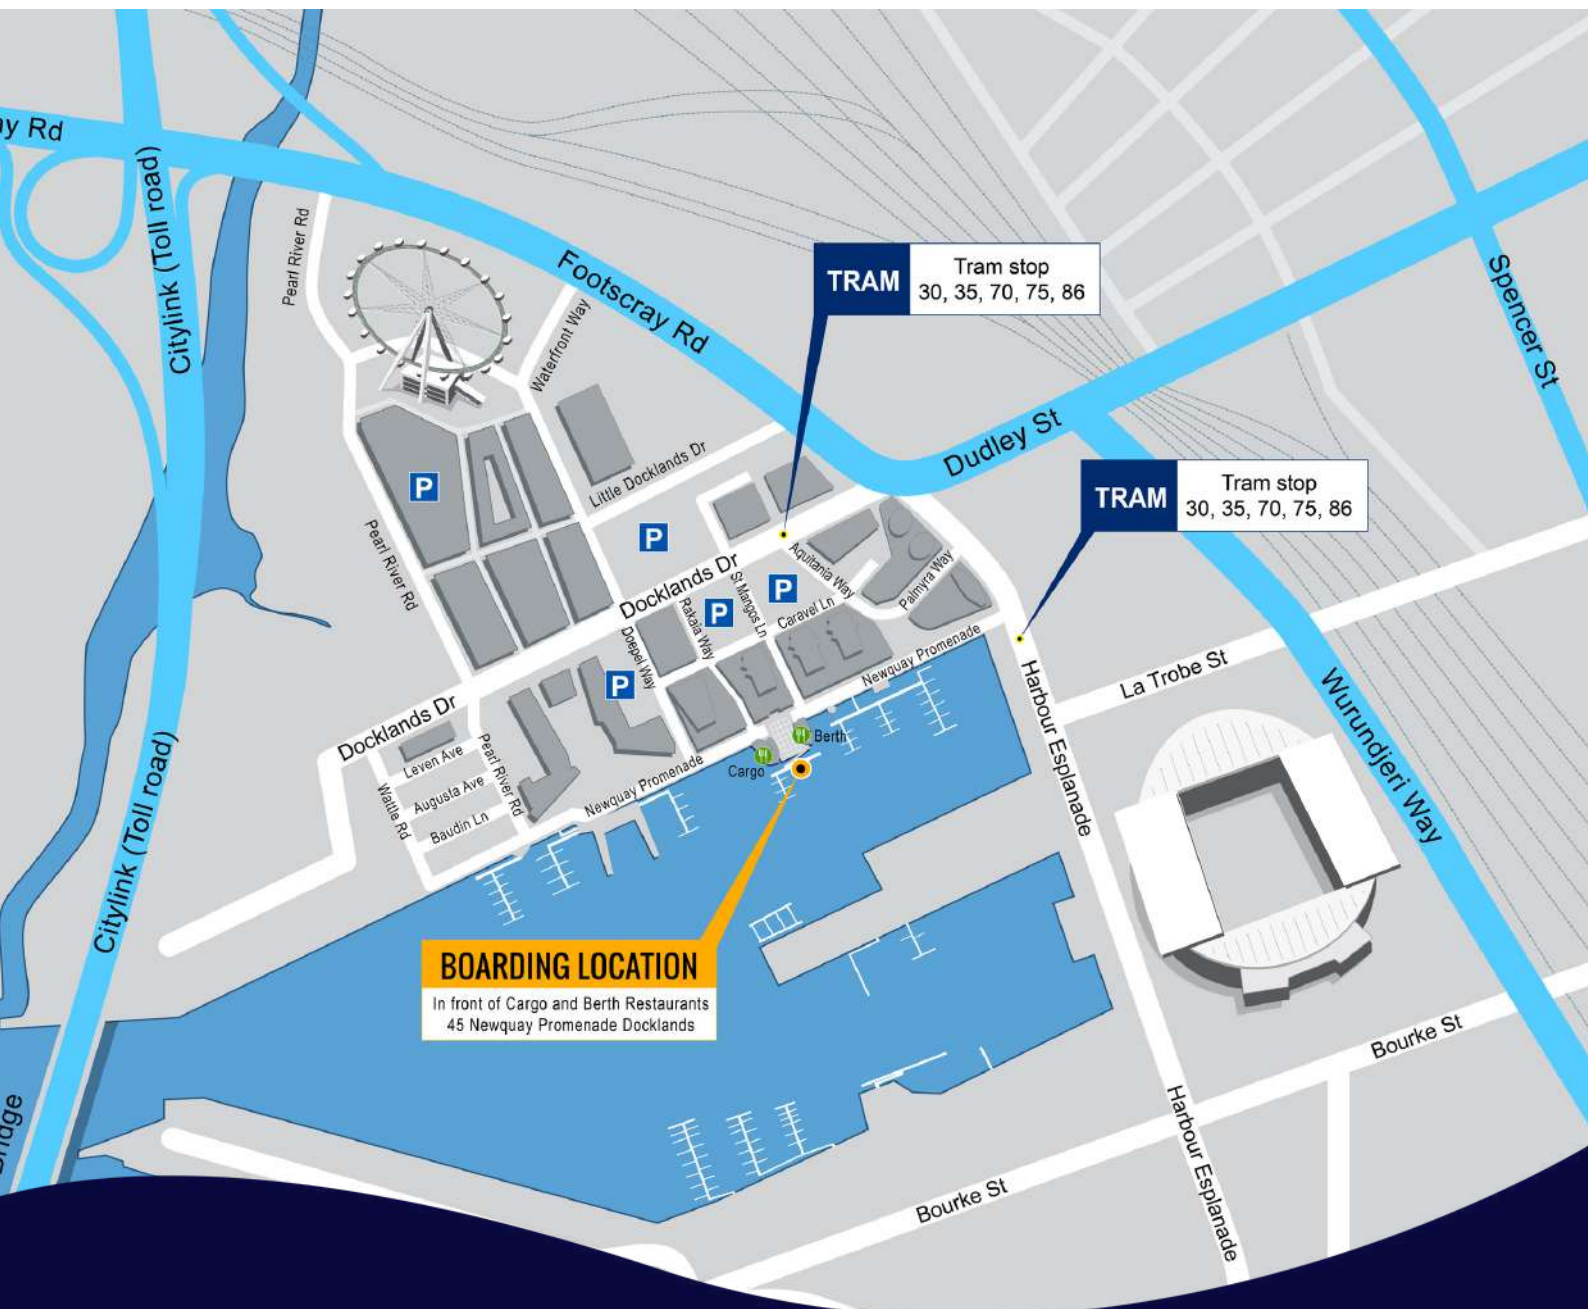 ay Rd
Citylink (Toll road)
Pearl River Rd
Footscray Rd
Waterfront Way
TRAM
Tram stop
30, 35, 70, 75, 86
Spencer St
Dudley St
Little Docklands Dr
P
TRAM
Tram stop
30, 35, 70, 75, 86
P
Pearl River Rd
Docklands Dr
Aquitania Way
Palmyra Way
P
P
St Mangos Ln
Rakaia Way
Caravel Ln
Doepel Way
Newquay Promenade
P
La Trobe St
Harbour Esplanade
Wurundjeri Way
Docklands Dr
Leven Ave
Pearl River Rd
Augusta Ave
Wattle Rd
Baudin Ln
Newquay Promenade
Berth
Cargo
Citylink (Toll road)
BOARDING LOCATION
In front of Cargo and Berth Restaurants
45 Newquay Promenade Docklands
Bourke St
Harbour Esplanade
Bourke St